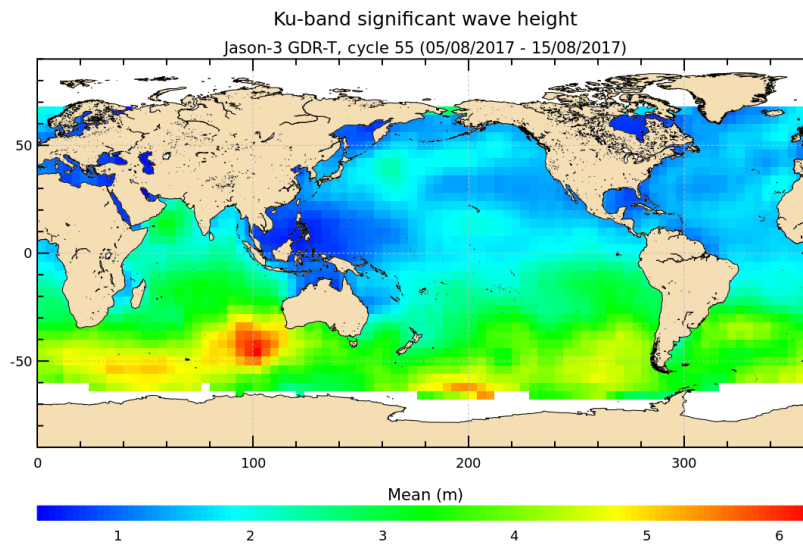 Ku-band significant wave height
Jason-3 GDR-T, cycle 55 (05/08/2017 - 15/08/2017)
50
0
-50
0 100 200 300
Mean (m)
1 2 3 4 5 6